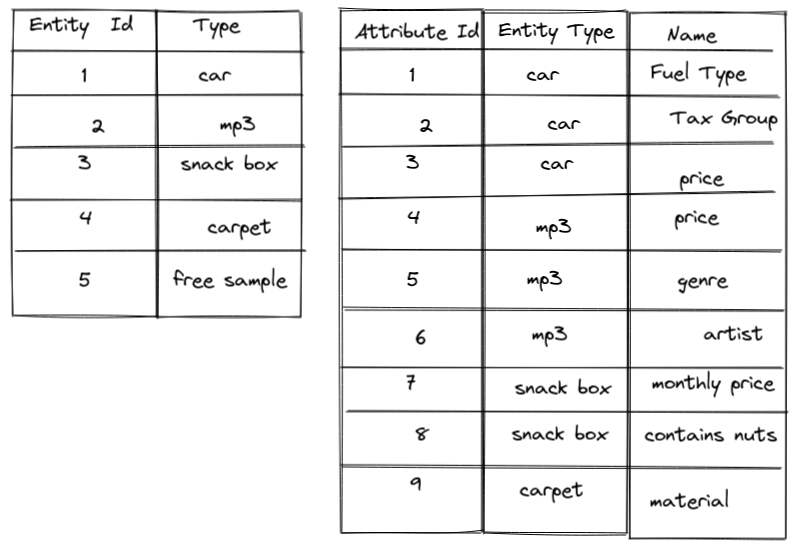 Entity Id Type
1 car
2 mp3
3 snack box
4 carpet
5 free sample
Attribute Id Entity Type Name
1 car Fuel Type
2 car Tax Group
3 car price
4 mp3 price
5 mp3 genre
6 mp3 artist
7 snack box monthly price
8 snack box contains nuts
9 carpet material